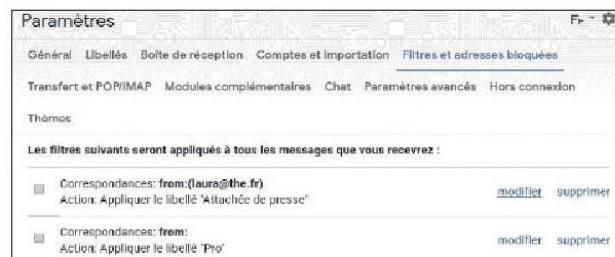 Paramètres Fr
Général Libellés Boîte de réception Comptes et importation Filtres et adresses bloquées
Transfert et POP/IMAP Modules complémentaires Chat Paramètres avancés Hors connexion
Thèmes
Les filtres suivants seront appliqués à tous les messages que vous recevrez :
Correspondances: from:(laura@the.fr) modifier supprimer
Action: Appliquer le libellé "Attachée de presse"
Correspondances: from: modifier supprimer
Action: Appliquer le libellé "Pro"